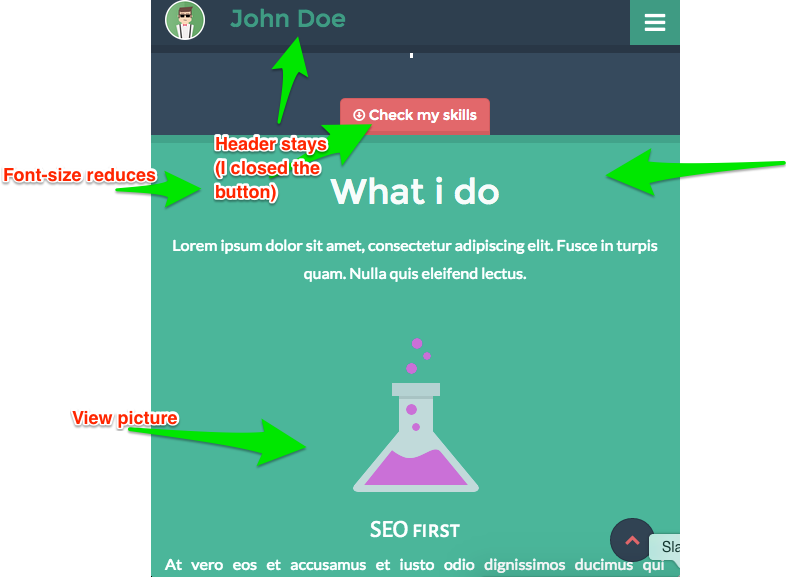 John Doe
Check my skills
Header stays
(I closed the
button)
Font-size reduces
What i do
Lorem ipsum dolor sit amet, consectetur adipiscing elit. Fusce in turpis
quam. Nulla quis eleifend lectus.
View picture
SEO FIRST
Sla
At vero eos et accusamus et iusto odio dignissimos ducimus qui